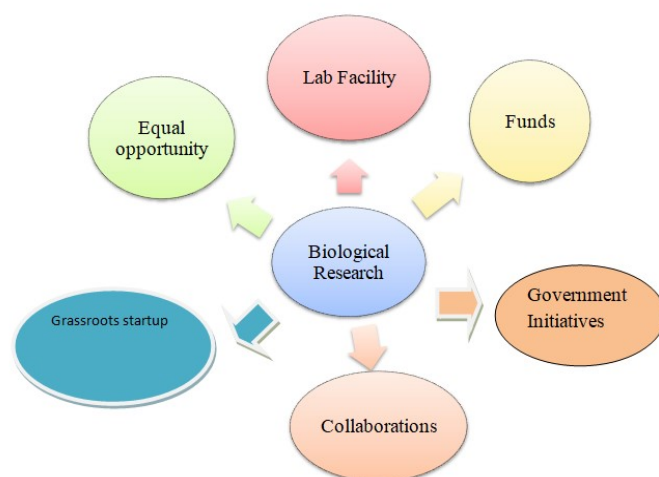 Lab Facility
Equal
opportunity
Funds
Biological
Research
Grassroots startup
Government
Initiatives
Collaborations